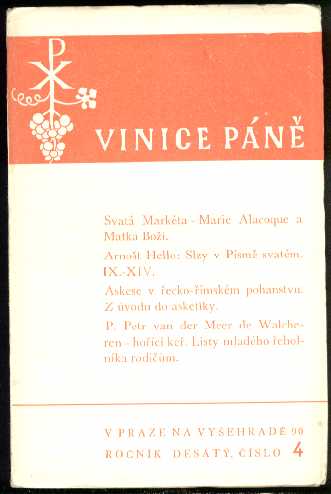 VINICE PÁNĚ
Svatá Markéta - Marie Alacoque a
Matka Boží.
Arnošt Hello: Slzy v Písmě svatém.
IX.-XIV.
Askese v řecko-římském pohanstvu.
Z úvodu do asketiky.
P. Petr van der Meer de Walche-
ren - hořící keř. Listy mladého řehol-
níka rodičům.
V PRAZE NA VYŠEHRADĚ 90
ROČNÍK DESÁTÝ, ČÍSLO 4